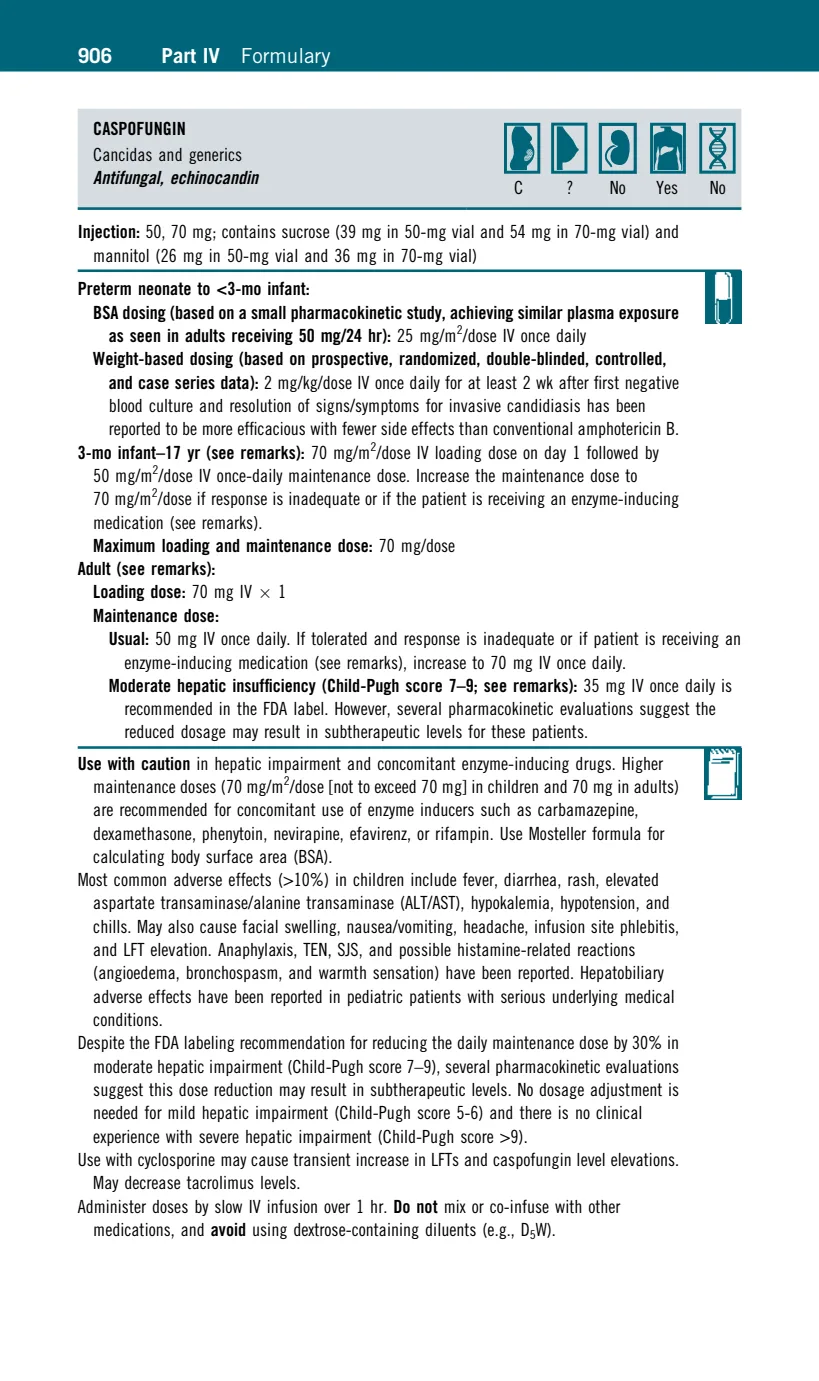 906 Part IV Formulary
CASPOFUNGIN
Cancidas and generics
Antifungal, echinocandin
C ? No Yes No
Injection: 50, 70 mg; contains sucrose (39 mg in 50-mg vial and 54 mg in 70-mg vial) and
mannitol (26 mg in 50-mg vial and 36 mg in 70-mg vial)
Preterm neonate to <3-mo infant:
BSA dosing (based on a small pharmacokinetic study, achieving similar plasma exposure
as seen in adults receiving 50 mg/24 hr): 25 mg/m²/dose IV once daily
Weight-based dosing (based on prospective, randomized, double-blinded, controlled,
and case series data): 2 mg/kg/dose IV once daily for at least 2 wk after first negative
blood culture and resolution of signs/symptoms for invasive candidiasis has been
reported to be more efficacious with fewer side effects than conventional amphotericin B.
3-mo infant–17 yr (see remarks): 70 mg/m²/dose IV loading dose on day 1 followed by
50 mg/m²/dose IV once-daily maintenance dose. Increase the maintenance dose to
70 mg/m²/dose if response is inadequate or if the patient is receiving an enzyme-inducing
medication (see remarks).
Maximum loading and maintenance dose: 70 mg/dose
Adult (see remarks):
Loading dose: 70 mg IV × 1
Maintenance dose:
Usual: 50 mg IV once daily. If tolerated and response is inadequate or if patient is receiving an
enzyme-inducing medication (see remarks), increase to 70 mg IV once daily.
Moderate hepatic insufficiency (Child-Pugh score 7–9; see remarks): 35 mg IV once daily is
recommended in the FDA label. However, several pharmacokinetic evaluations suggest the
reduced dosage may result in subtherapeutic levels for these patients.
Use with caution in hepatic impairment and concomitant enzyme-inducing drugs. Higher
maintenance doses (70 mg/m²/dose [not to exceed 70 mg] in children and 70 mg in adults)
are recommended for concomitant use of enzyme inducers such as carbamazepine,
dexamethasone, phenytoin, nevirapine, efavirenz, or rifampin. Use Mosteller formula for
calculating body surface area (BSA).
Most common adverse effects (>10%) in children include fever, diarrhea, rash, elevated
aspartate transaminase/alanine transaminase (ALT/AST), hypokalemia, hypotension, and
chills. May also cause facial swelling, nausea/vomiting, headache, infusion site phlebitis,
and LFT elevation. Anaphylaxis, TEN, SJS, and possible histamine-related reactions
(angioedema, bronchospasm, and warmth sensation) have been reported. Hepatobiliary
adverse effects have been reported in pediatric patients with serious underlying medical
conditions.
Despite the FDA labeling recommendation for reducing the daily maintenance dose by 30% in
moderate hepatic impairment (Child-Pugh score 7–9), several pharmacokinetic evaluations
suggest this dose reduction may result in subtherapeutic levels. No dosage adjustment is
needed for mild hepatic impairment (Child-Pugh score 5-6) and there is no clinical
experience with severe hepatic impairment (Child-Pugh score >9).
Use with cyclosporine may cause transient increase in LFTs and caspofungin level elevations.
May decrease tacrolimus levels.
Administer doses by slow IV infusion over 1 hr. Do not mix or co-infuse with other
medications, and avoid using dextrose-containing diluents (e.g., D₅W).